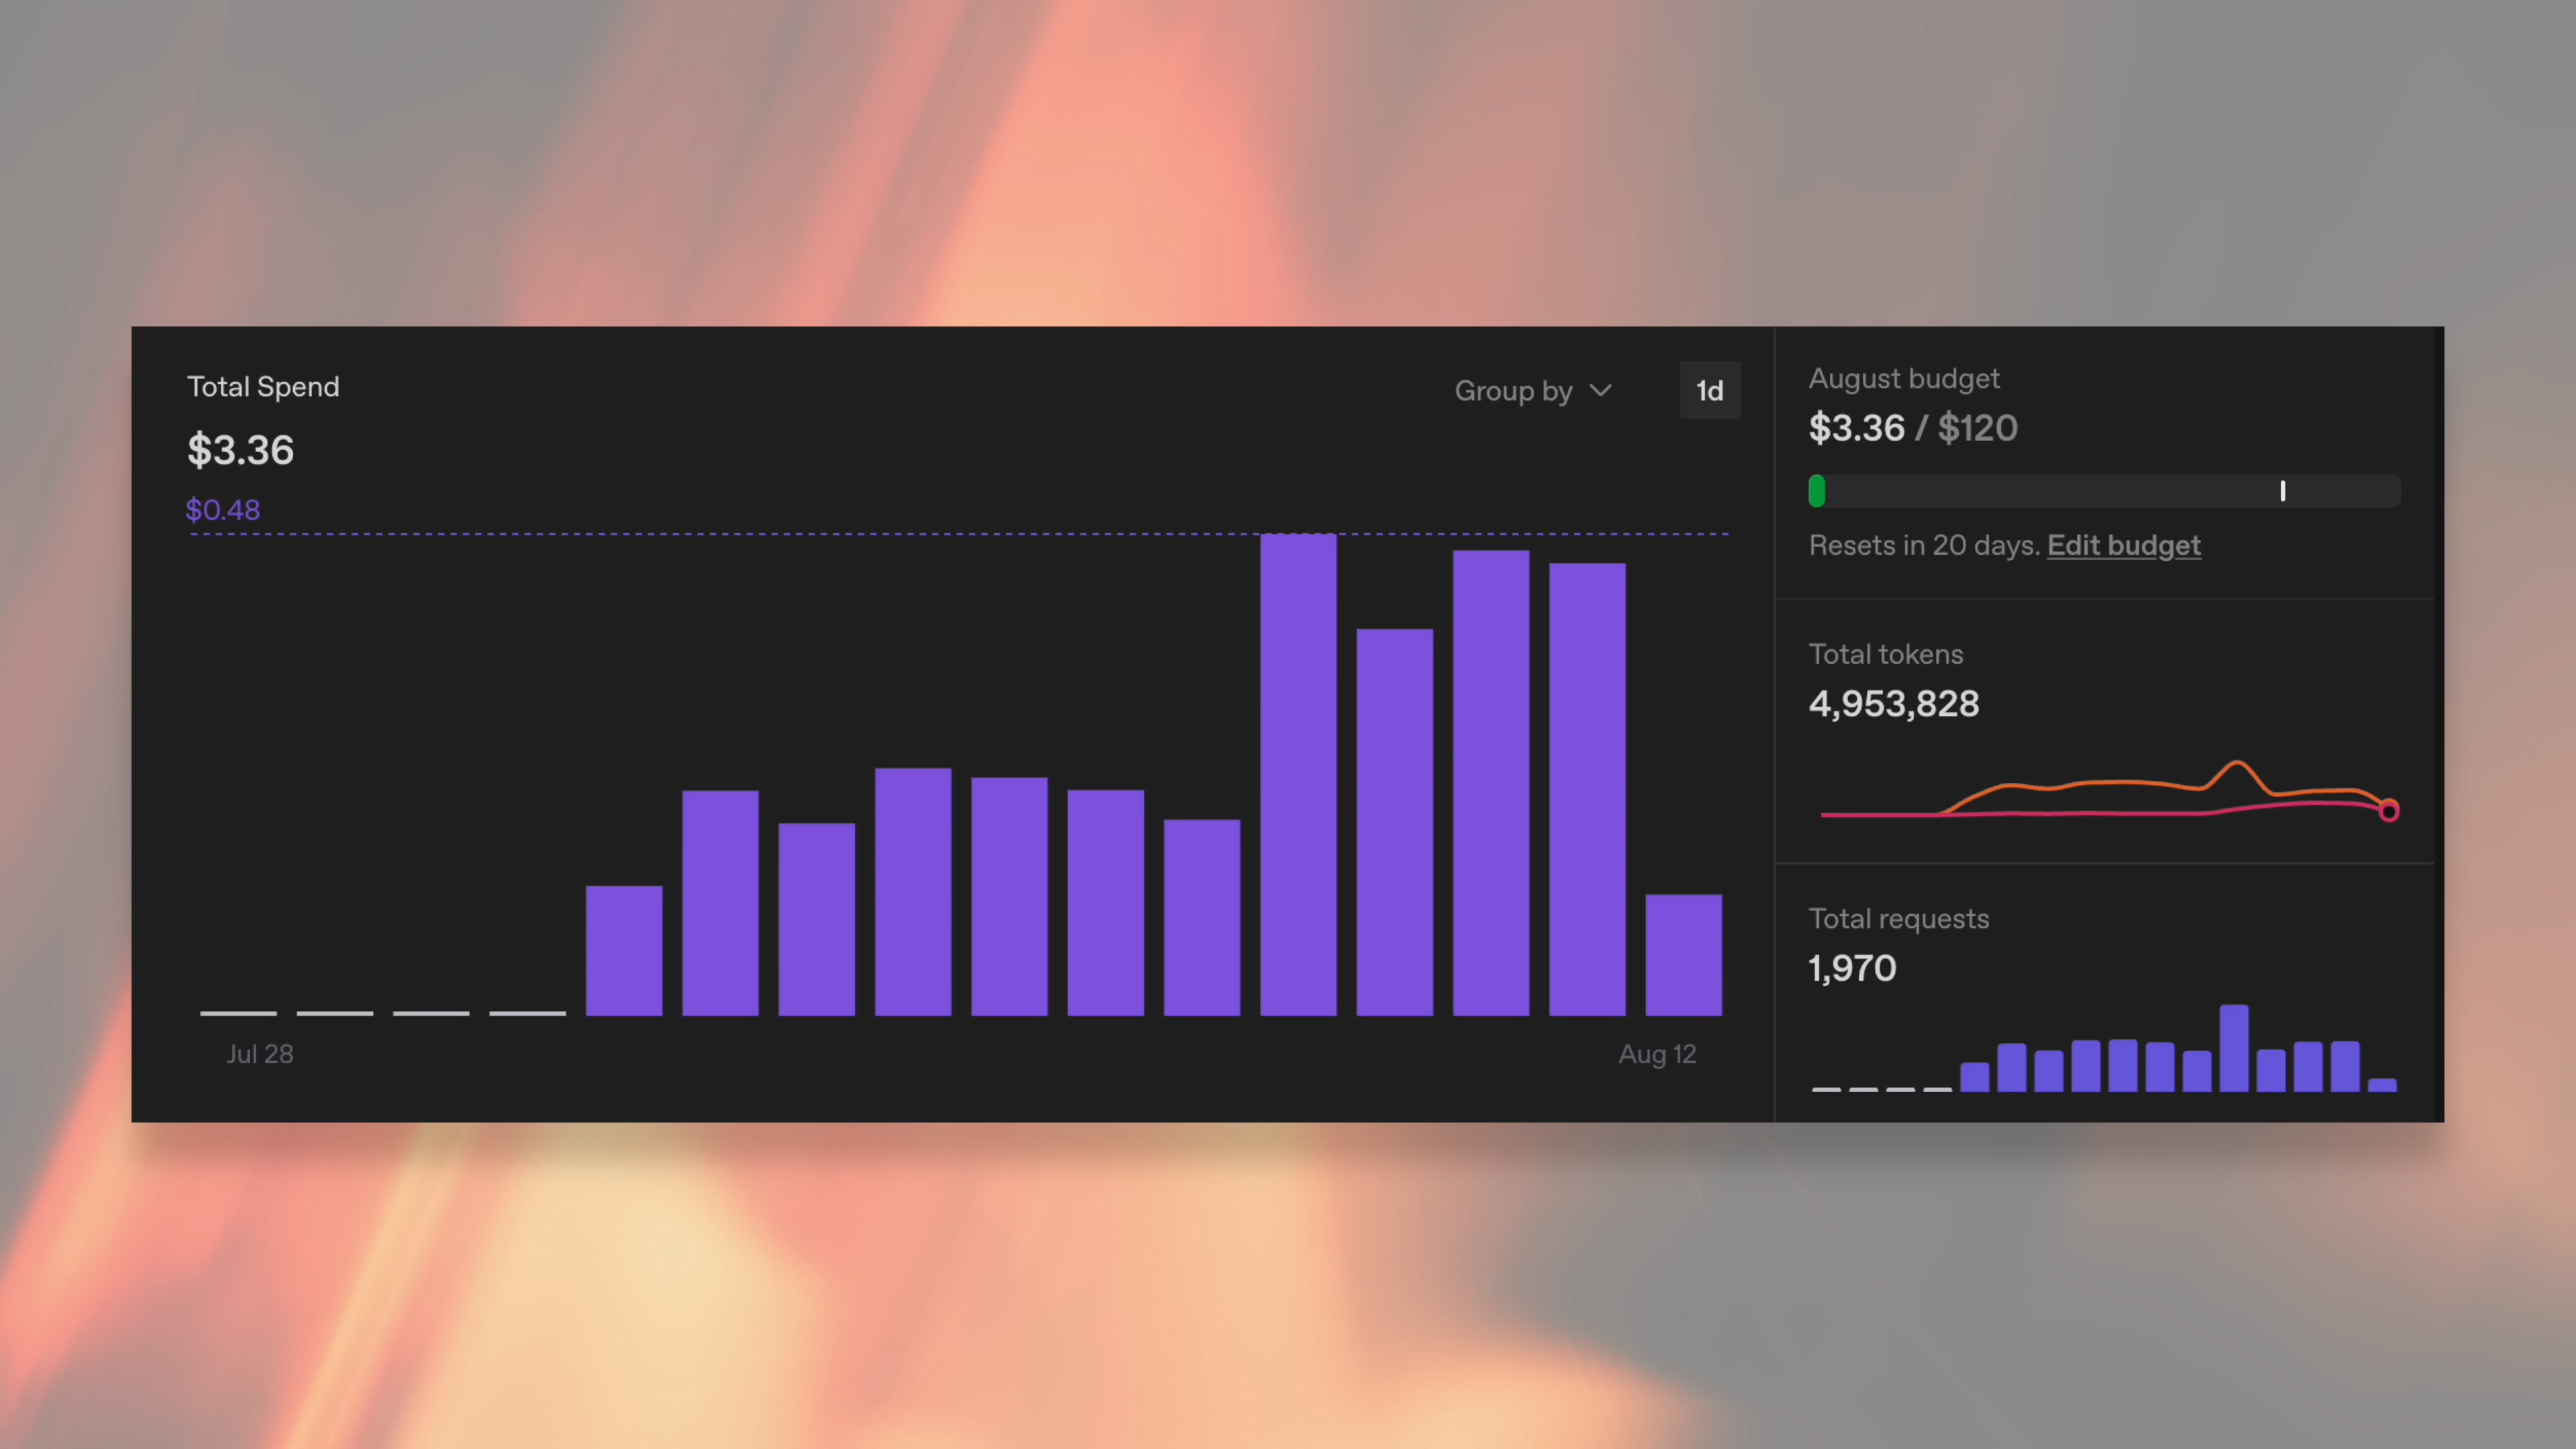 Total Spend
Group by
1d
$3.36
$0.48
Jul 28
Aug 12
August budget
$3.36 / $120
Resets in 20 days. Edit budget
Total tokens
4,953,828
Total requests
1,970